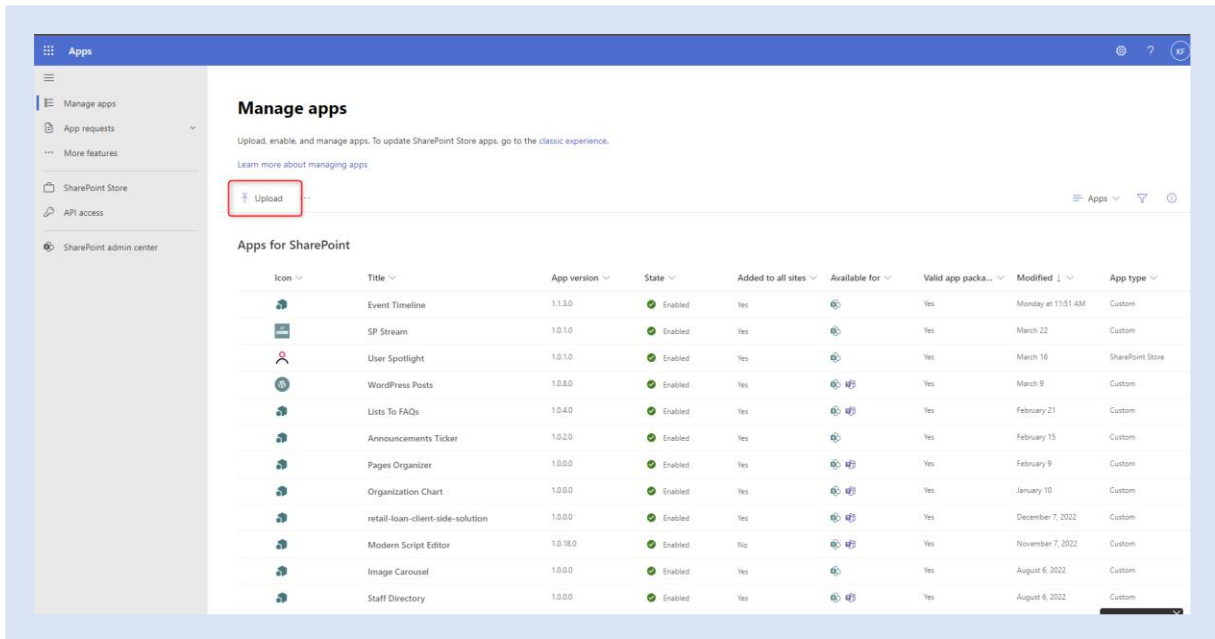 Apps
KF
Manage apps
App requests
More features
SharePoint Store
API access
SharePoint admin center
Manage apps
Upload, enable, and manage apps. To update SharePoint Store apps, go to the classic experience.
Learn more about managing apps
Upload
Apps
Apps for SharePoint
Icon Title App version State Added to all sites Available for Valid app packa... Modified ↓ App type
Event Timeline 1.1.3.0 Enabled Yes Yes Monday at 11:51 AM Custom
SP Stream 1.0.1.0 Enabled Yes Yes March 22 Custom
User Spotlight 1.0.1.0 Enabled Yes Yes March 16 SharePoint Store
WordPress Posts 1.0.8.0 Enabled Yes Yes March 9 Custom
Lists To FAQs 1.0.4.0 Enabled Yes Yes February 21 Custom
Announcements Ticker 1.0.2.0 Enabled Yes Yes February 15 Custom
Pages Organizer 1.0.0.0 Enabled Yes Yes February 9 Custom
Organization Chart 1.0.0.0 Enabled Yes Yes January 10 Custom
retail-loan-client-side-solution 1.0.0.0 Enabled Yes Yes December 7, 2022 Custom
Modern Script Editor 1.0.18.0 Enabled No Yes November 7, 2022 Custom
Image Carousel 1.0.0.0 Enabled Yes Yes August 6, 2022 Custom
Staff Directory 1.0.0.0 Enabled Yes Yes August 6, 2022 Custom